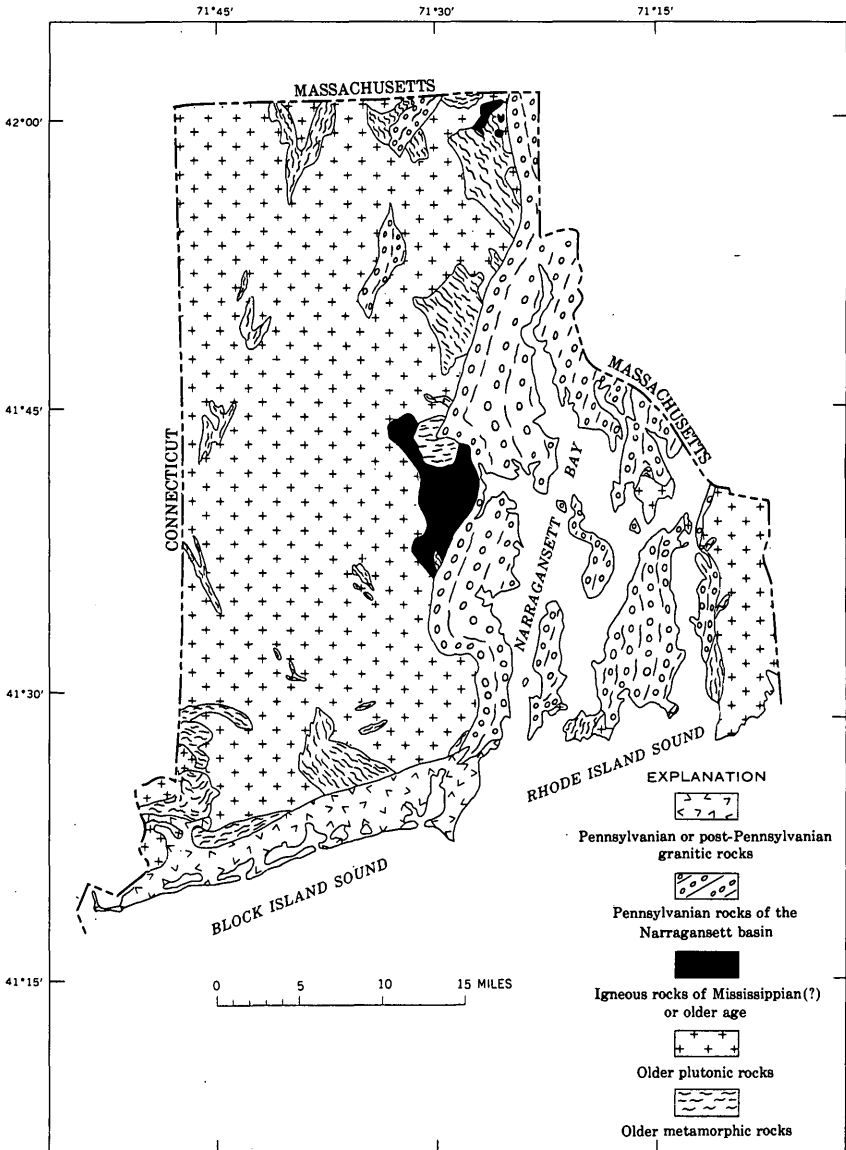 71°45′ 71°30′ 71°15′
MASSACHUSETTS
42°00′
MASSACHUSETTS
41°45′
CONNECTICUT
NARRAGANSETT BAY
41°30′
RHODE ISLAND SOUND
BLOCK ISLAND SOUND
41°15′
0 5 10 15 MILES
EXPLANATION
Pennsylvanian or post-Pennsylvanian
granitic rocks
Pennsylvanian rocks of the
Narragansett basin
Igneous rocks of Mississippian(?)
or older age
Older plutonic rocks
Older metamorphic rocks